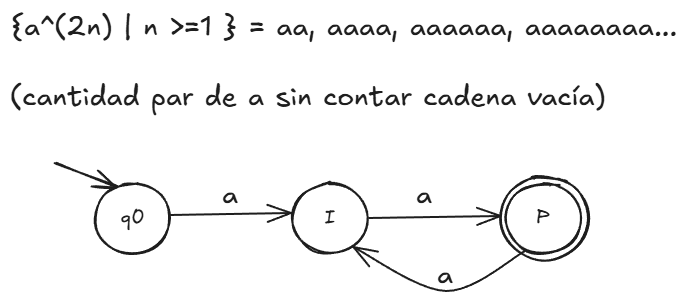 {a^(2n) | n >=1 } = aa, aaaa, aaaaaa, aaaaaaaa...
(cantidad par de a sin contar cadena vacía)
a
a
q0
I
P
a